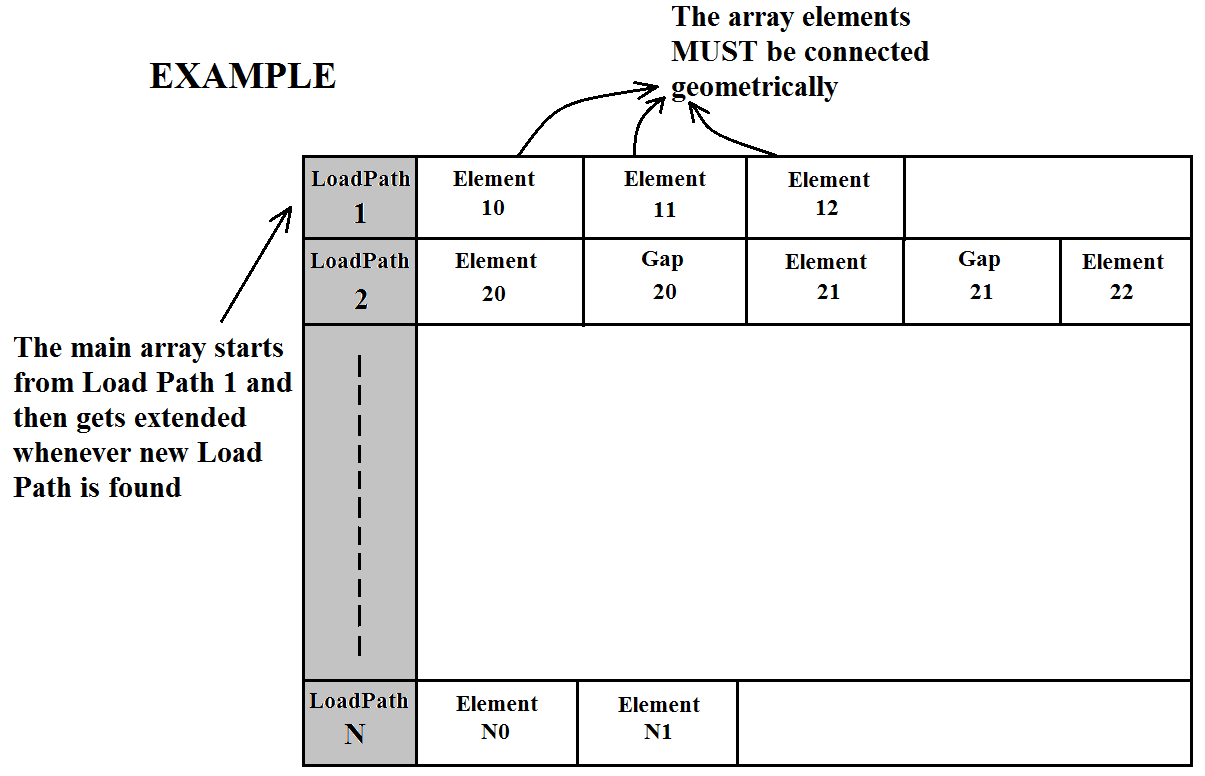 The array elements
MUST be connected
geometrically
EXAMPLE
LoadPath
1
Element
10
Element
11
Element
12
LoadPath
2
Element
20
Gap
20
Element
21
Gap
21
Element
22
The main array starts
from Load Path 1 and
then gets extended
whenever new Load
Path is found
LoadPath
N
Element
N0
Element
N1